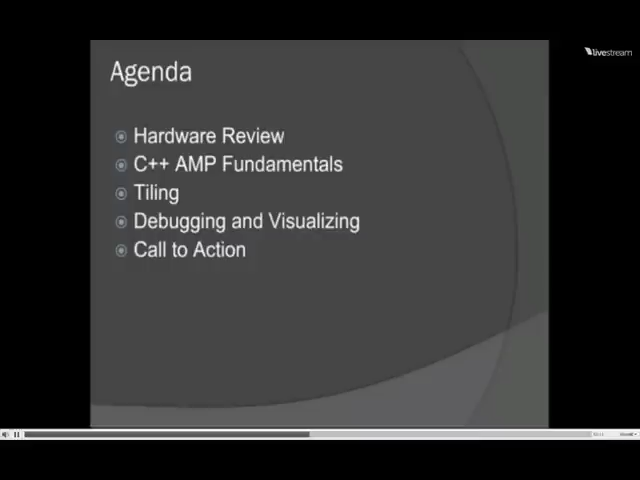 livestream
Agenda
Hardware Review
C++ AMP Fundamentals
Tiling
Debugging and Visualizing
Call to Action